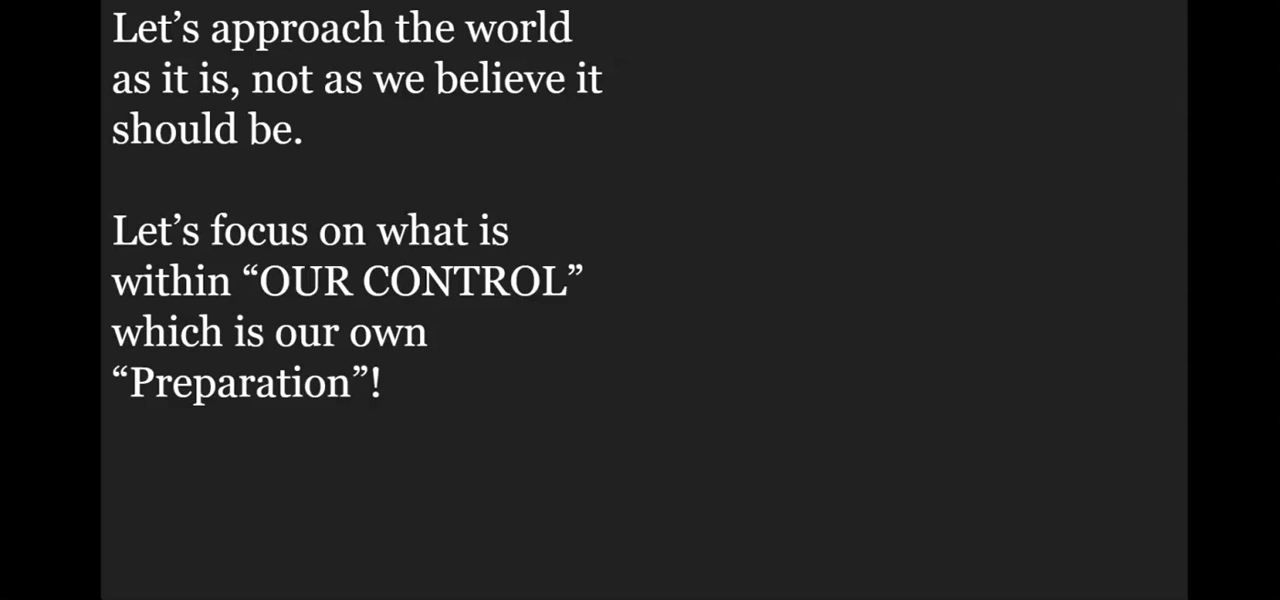 Let’s approach the world
as it is, not as we believe it
should be.
Let’s focus on what is
within “OUR CONTROL”
which is our own
“Preparation”!